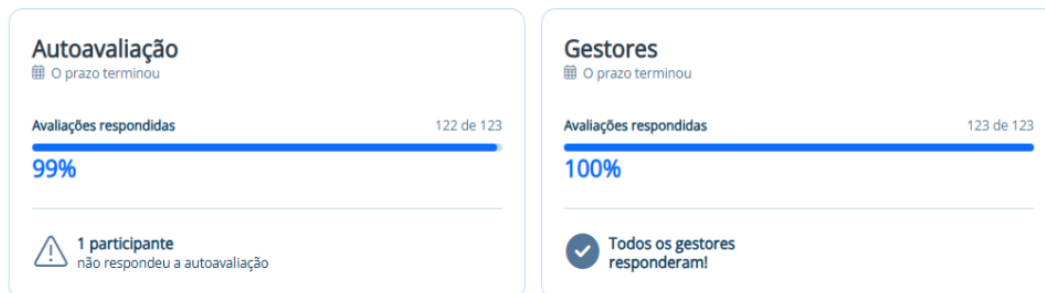 Autoavaliação
O prazo terminou
Avaliações respondidas
122 de 123
99%
1 participante
não respondeu a autoavaliação
Gestores
O prazo terminou
Avaliações respondidas
123 de 123
100%
Todos os gestores
responderam!